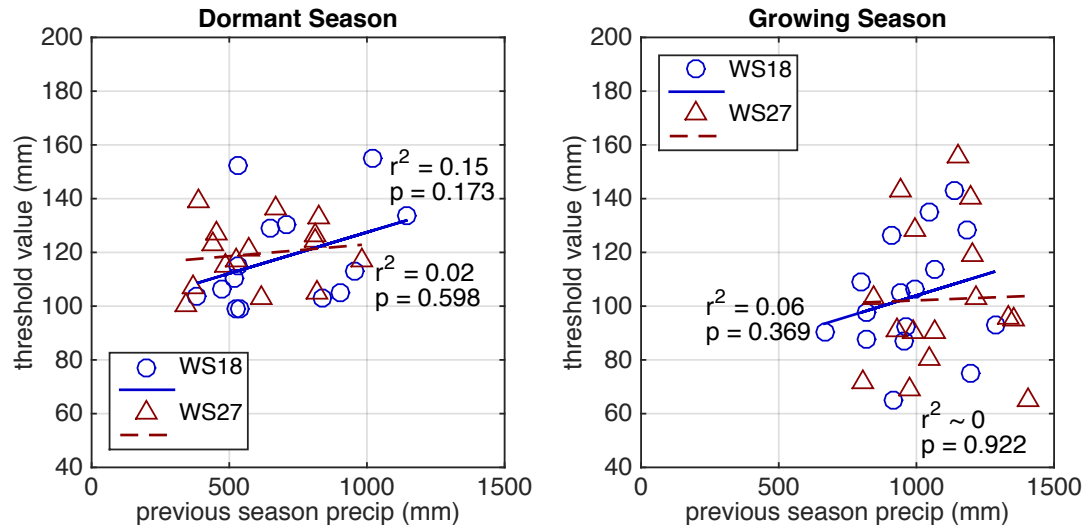 Dormant Season
200
180
160
140
120
100
80
60
40
0
500
1000
1500
threshold value (mm)
previous season precip (mm)
r² = 0.15
p = 0.173
r² = 0.02
p = 0.598
WS18
WS27
Growing Season
200
180
160
140
120
100
80
60
40
0
500
1000
1500
threshold value (mm)
previous season precip (mm)
WS18
WS27
r² = 0.06
p = 0.369
r² ~ 0
p = 0.922